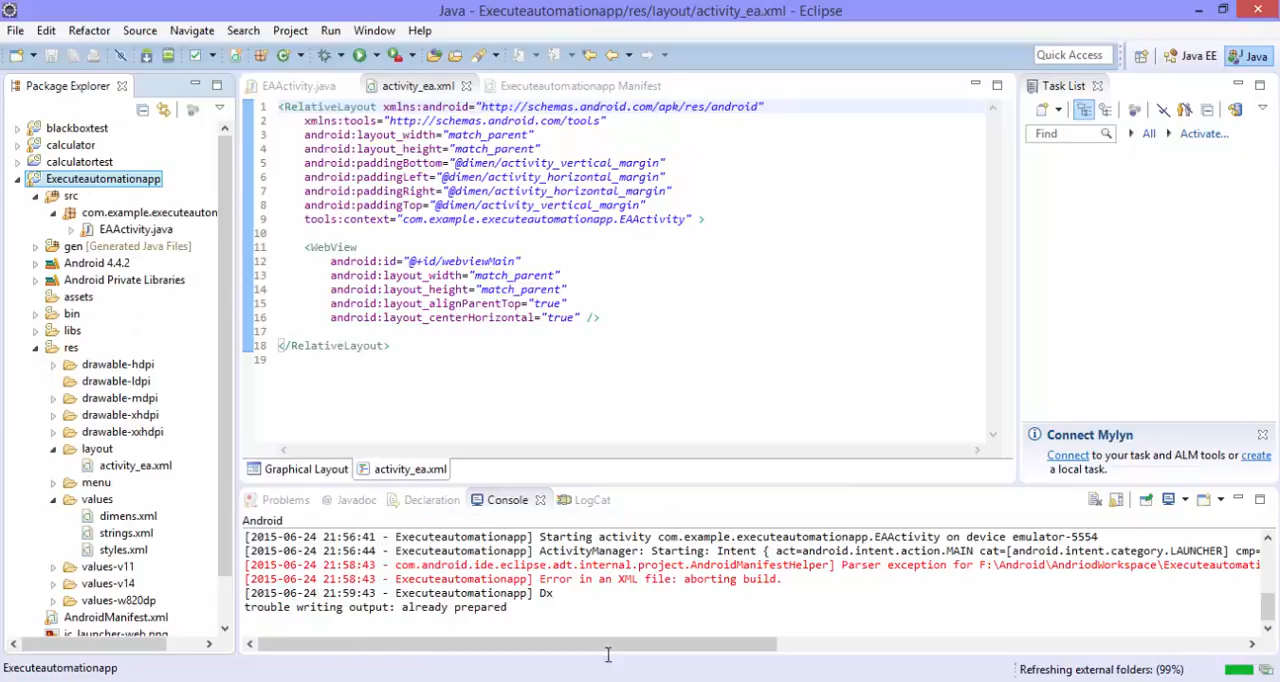 Java - Executeautomationapp/res/layout/activity_ea.xml - Eclipse
File Edit Refactor Source Navigate Search Project Run Window Help
Quick Access Java EE Java
Package Explorer
EAActivity.java activity_ea.xml Executeautomationapp Manifest
Task List
Find All Activate...
blackboxtest
calculator
calculatortest
Executeautomationapp
src
com.example.executeauton
EAActivity.java
gen [Generated Java Files]
Android 4.4.2
Android Private Libraries
assets
bin
libs
res
drawable-hdpi
drawable-ldpi
drawable-mdpi
drawable-xhdpi
drawable-xxhdpi
layout
activity_ea.xml
menu
values
dimens.xml
strings.xml
styles.xml
values-v11
values-v14
values-w820dp
AndroidManifest.xml
ic_launcher-web.png
1 <RelativeLayout xmlns:android="http://schemas.android.com/apk/res/android"
2 xmlns:tools="http://schemas.android.com/tools"
3 android:layout_width="match_parent"
4 android:layout_height="match_parent"
5 android:paddingBottom="@dimen/activity_vertical_margin"
6 android:paddingLeft="@dimen/activity_horizontal_margin"
7 android:paddingRight="@dimen/activity_horizontal_margin"
8 android:paddingTop="@dimen/activity_vertical_margin"
9 tools:context="com.example.executeautomationapp.EAActivity" >
10
11 <WebView
12 android:id="@+id/webviewMain"
13 android:layout_width="match_parent"
14 android:layout_height="match_parent"
15 android:layout_alignParentTop="true"
16 android:layout_centerHorizontal="true" />
17
18 </RelativeLayout>
19
Graphical Layout activity_ea.xml
Connect Mylyn
Connect to your task and ALM tools or create
a local task.
Problems Javadoc Declaration Console LogCat
Android
[2015-06-24 21:56:41 - Executeautomationapp] Starting activity com.example.executeautomationapp.EAActivity on device emulator-5554
[2015-06-24 21:56:44 - Executeautomationapp] ActivityManager: Starting: Intent { act=android.intent.action.MAIN cat=[android.intent.category.LAUNCHER] cmp=
[2015-06-24 21:58:43 - com.android.ide.eclipse.adt.internal.project.AndroidManifestHelper] Parser exception for F:\Android\AndriodWorkspace\Executeautomati
[2015-06-24 21:58:43 - Executeautomationapp] Error in an XML file: aborting build.
[2015-06-24 21:59:43 - Executeautomationapp] Dx
trouble writing output: already prepared
Executeautomationapp
Refreshing external folders: (99%)